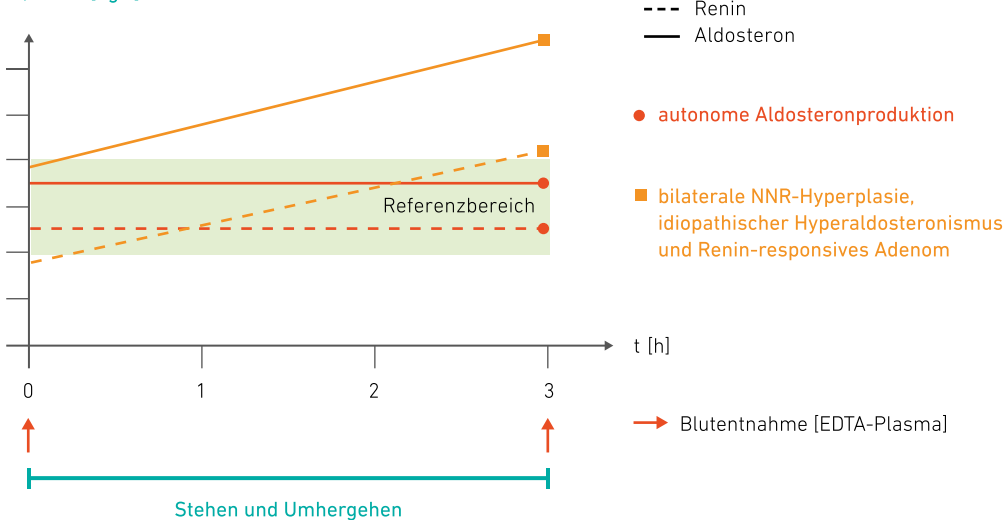 Renin
Aldosteron
autonome Aldosteronproduktion
Referenzbereich
bilaterale NNR-Hyperplasie,
idiopathischer Hyperaldosteronismus
und Renin-responsives Adenom
t [h]
0 1 2 3
Blutentnahme [EDTA-Plasma]
Stehen und Umhergehen